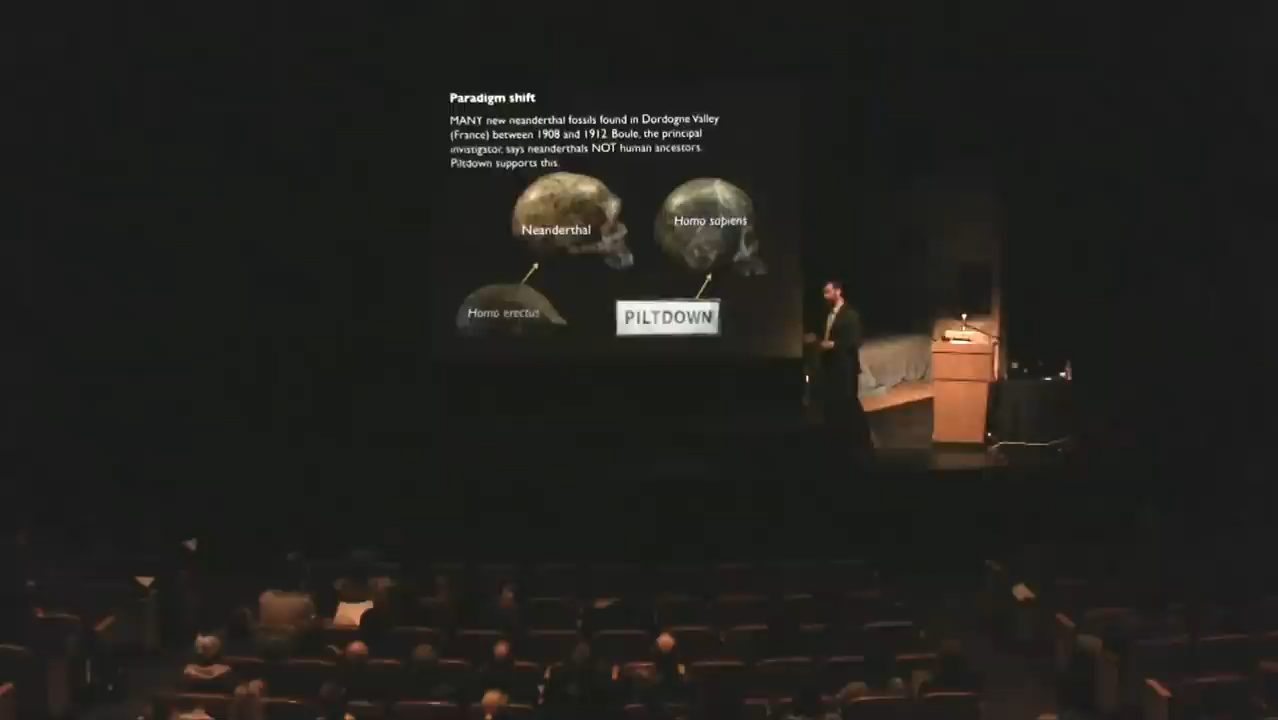 Paradigm shift
MANY new neanderthal fossils found in Dordogne Valley
(France) between 1908 and 1912. Boule, the principal
invistigator, says neanderthals NOT human ancestors.
Piltdown supports this.
Neanderthal
Homo sapiens
Homo erectus
PILTDOWN